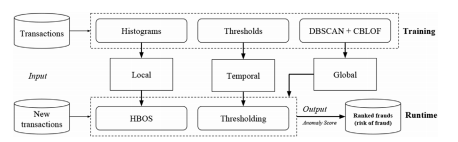 Transactions
Histograms
Thresholds
DBSCAN + CBLOF
Training
Input
Local
Temporal
Global
New
transactions
HBOS
Thresholding
Output
Anomaly Score
Ranked frauds
(risk of fraud)
Runtime